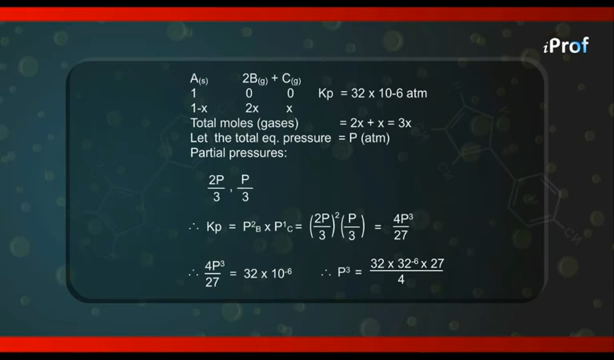 iProf
A(s) 2B(g) + C(g)
1 0 0 Kp = 32 x 10-6 atm
1-x 2x x
Total moles (gases) = 2x + x = 3x
Let the total eq. pressure = P (atm)
Partial pressures:
2P/3 , P/3
∴ Kp = P²B x P¹C = (2P/3)² (P/3) = 4P³/27
∴ 4P³/27 = 32 x 10⁻⁶ ∴ P³ = 32 x 32⁻⁶ x 27/4